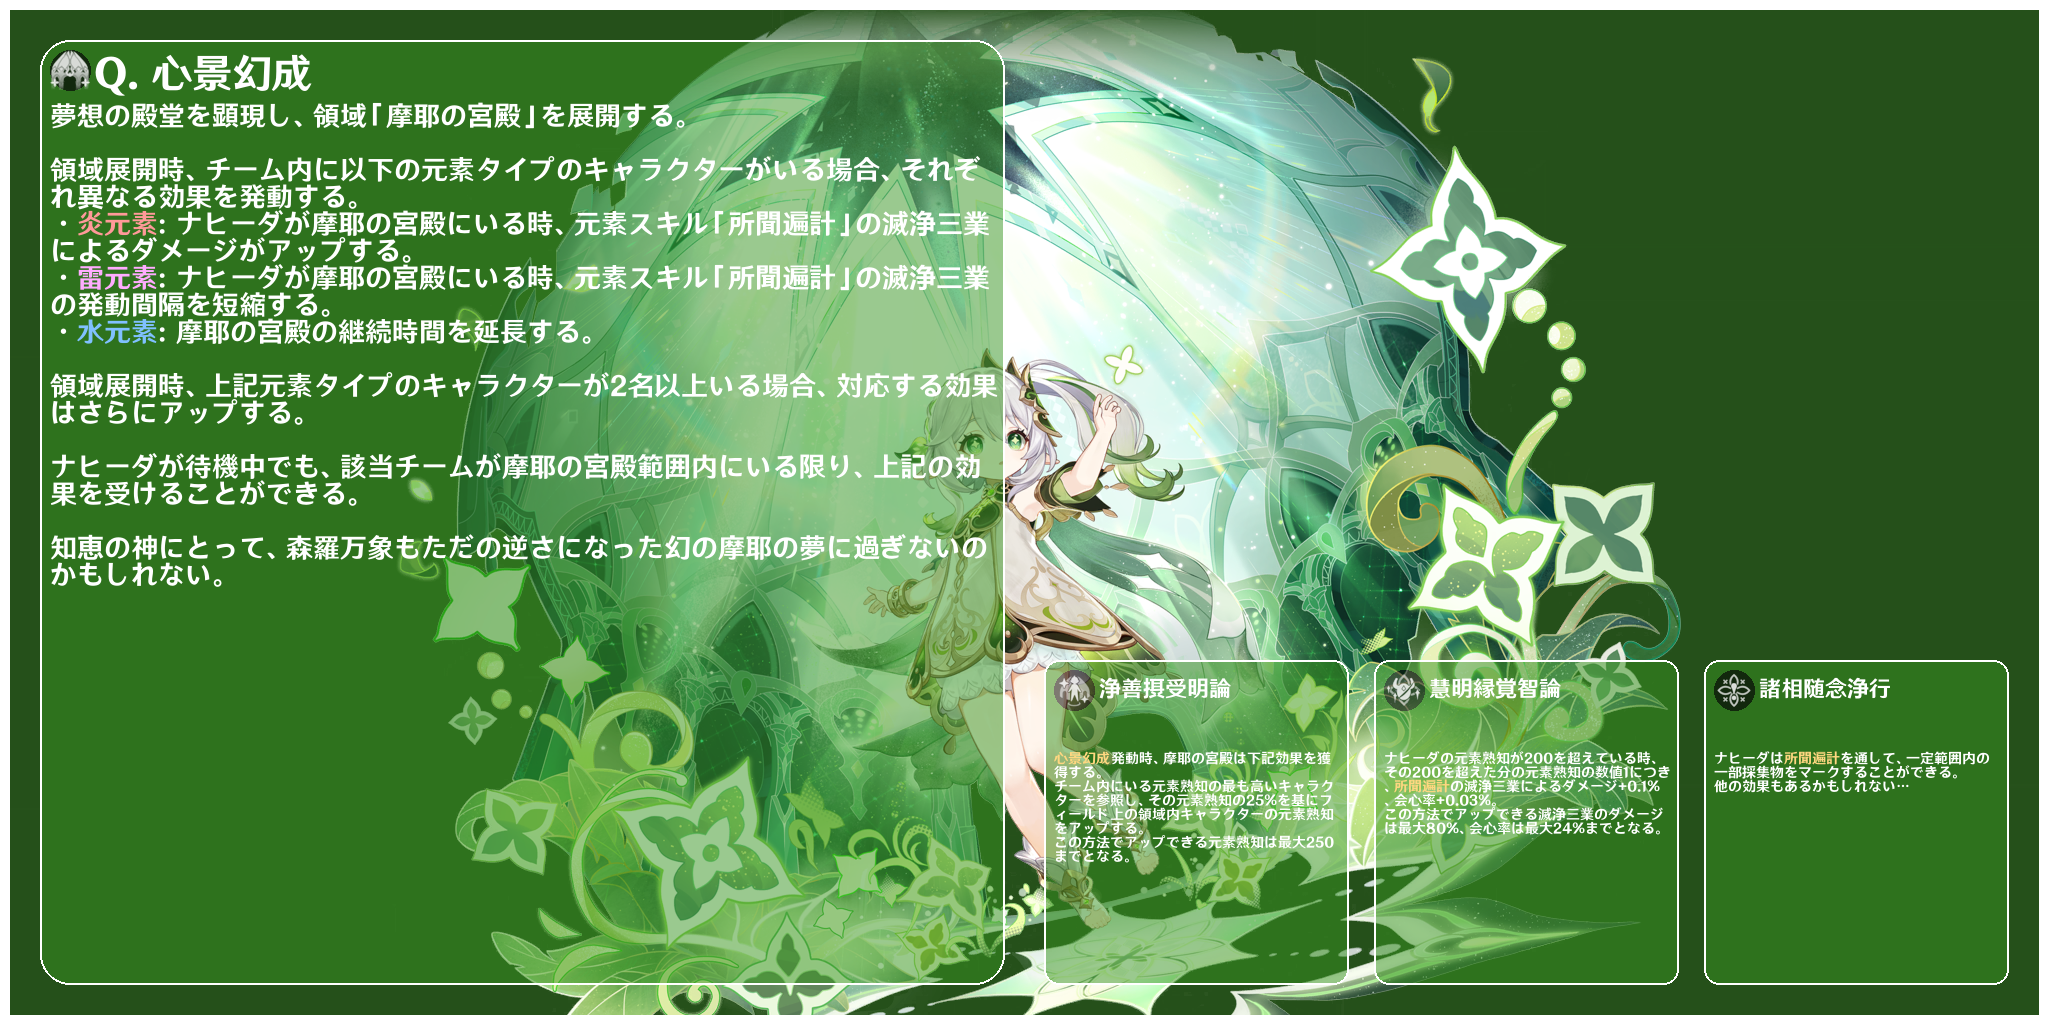 Q. 心景幻成
夢想の殿堂を顕現し、領域「摩耶の宮殿」を展開する。
領域展開時、チーム内に以下の元素タイプのキャラクターがいる場合、それぞ
れ異なる効果を発動する。
・炎元素: ナヒーダが摩耶の宮殿にいる時、元素スキル「所聞遍計」の滅浄三業
によるダメージがアップする。
・雷元素: ナヒーダが摩耶の宮殿にいる時、元素スキル「所聞遍計」の滅浄三業
の発動間隔を短縮する。
・水元素: 摩耶の宮殿の継続時間を延長する。
領域展開時、上記元素タイプのキャラクターが2名以上いる場合、対応する効果
はさらにアップする。
ナヒーダが待機中でも、該当チームが摩耶の宮殿範囲内にいる限り、上記の効
果を受けることができる。
知恵の神にとって、森羅万象もただの逆さになった幻の摩耶の夢に過ぎないの
かもしれない。
浄善摂受明論
心景幻成発動時、摩耶の宮殿は下記効果を獲
得する。
チーム内にいる元素熟知の最も高いキャラク
ターを参照し、その元素熟知の25%を基にフ
ィールド上の領域内キャラクターの元素熟知
をアップする。
この方法でアップできる元素熟知は最大250
までとなる。
慧明縁覚智論
ナヒーダの元素熟知が200を超えている時、
その200を超えた分の元素熟知の数値1につき
、所聞遍計の滅浄三業によるダメージ+0.1%
、会心率+0.03%。
この方法でアップできる滅浄三業のダメージ
は最大80%、会心率は最大24%までとなる。
諸相随念浄行
ナヒーダは所聞遍計を通して、一定範囲内の
一部採集物をマークすることができる。
他の効果もあるかもしれない…